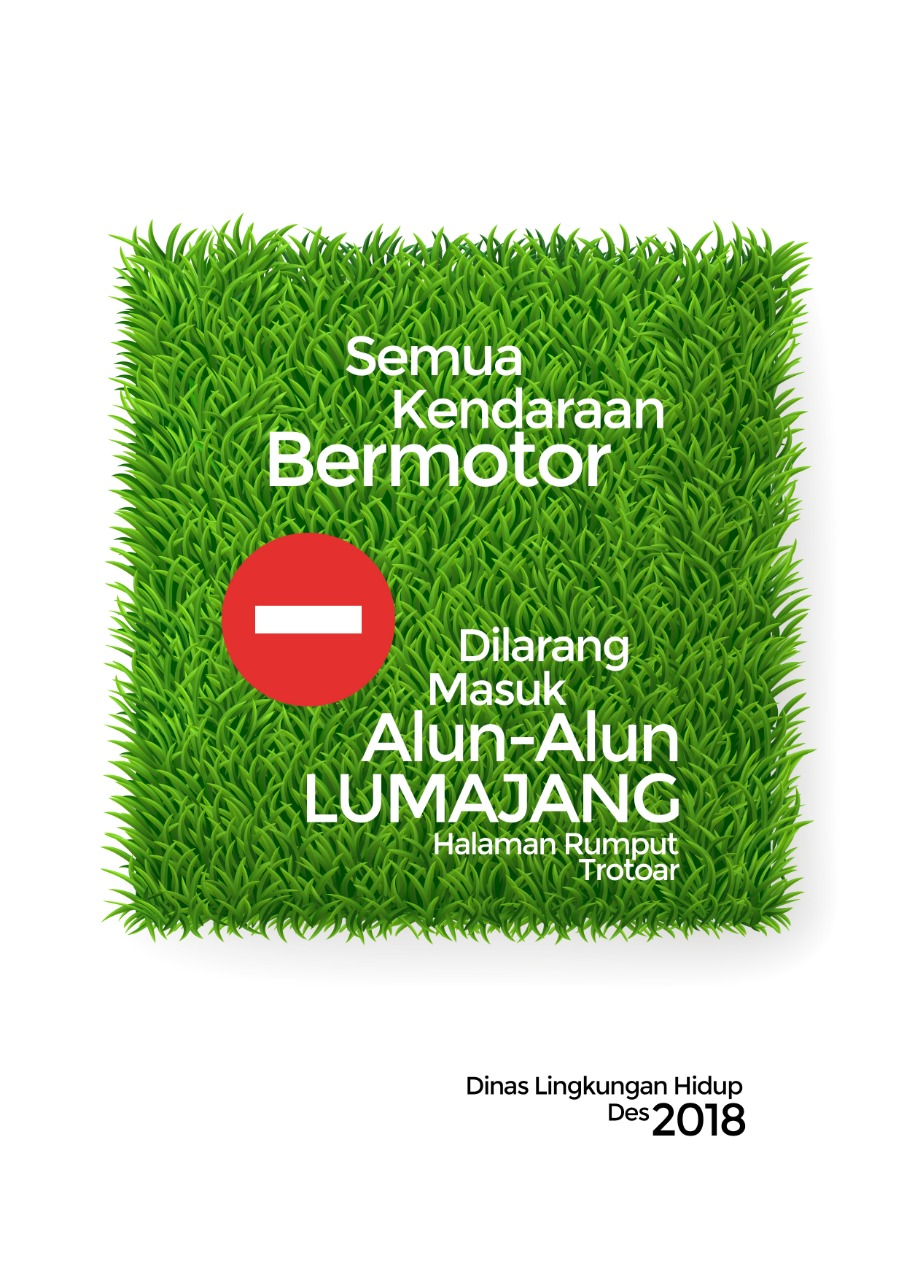 Semua
Kendaraan
Bermotor
Dilarang
Masuk
Alun-Alun
LUMAJANG
Halaman Rumput
Trotoar
Dinas Lingkungan Hidup
Des 2018